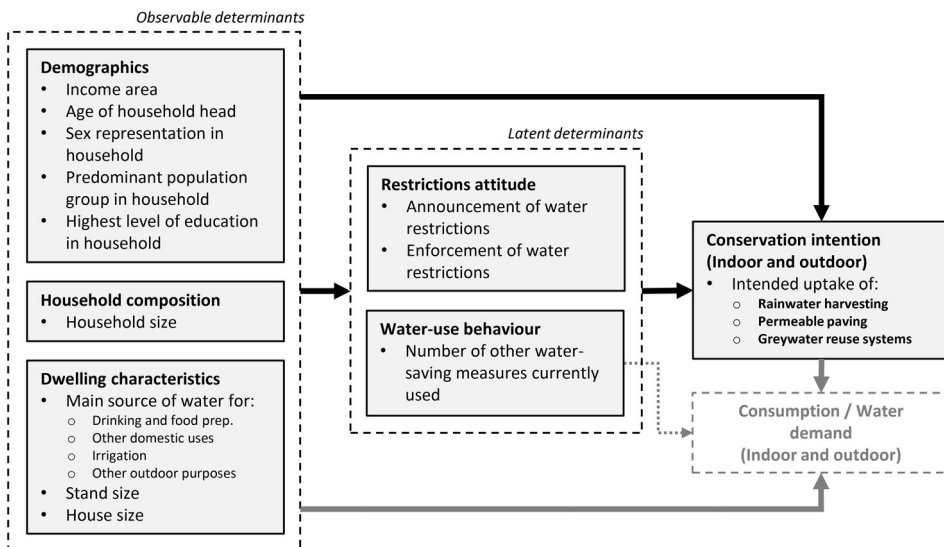 Observable determinants
Demographics
• Income area
• Age of household head
• Sex representation in
household
• Predominant population
group in household
• Highest level of education
in household
Household composition
• Household size
Dwelling characteristics
• Main source of water for:
o Drinking and food prep.
o Other domestic uses
o Irrigation
o Other outdoor purposes
• Stand size
• House size
Latent determinants
Restrictions attitude
• Announcement of water
restrictions
• Enforcement of water
restrictions
Water-use behaviour
• Number of other water-
saving measures currently
used
Conservation intention
(Indoor and outdoor)
• Intended uptake of:
o Rainwater harvesting
o Permeable paving
o Greywater reuse systems
Consumption / Water
demand
(Indoor and outdoor)